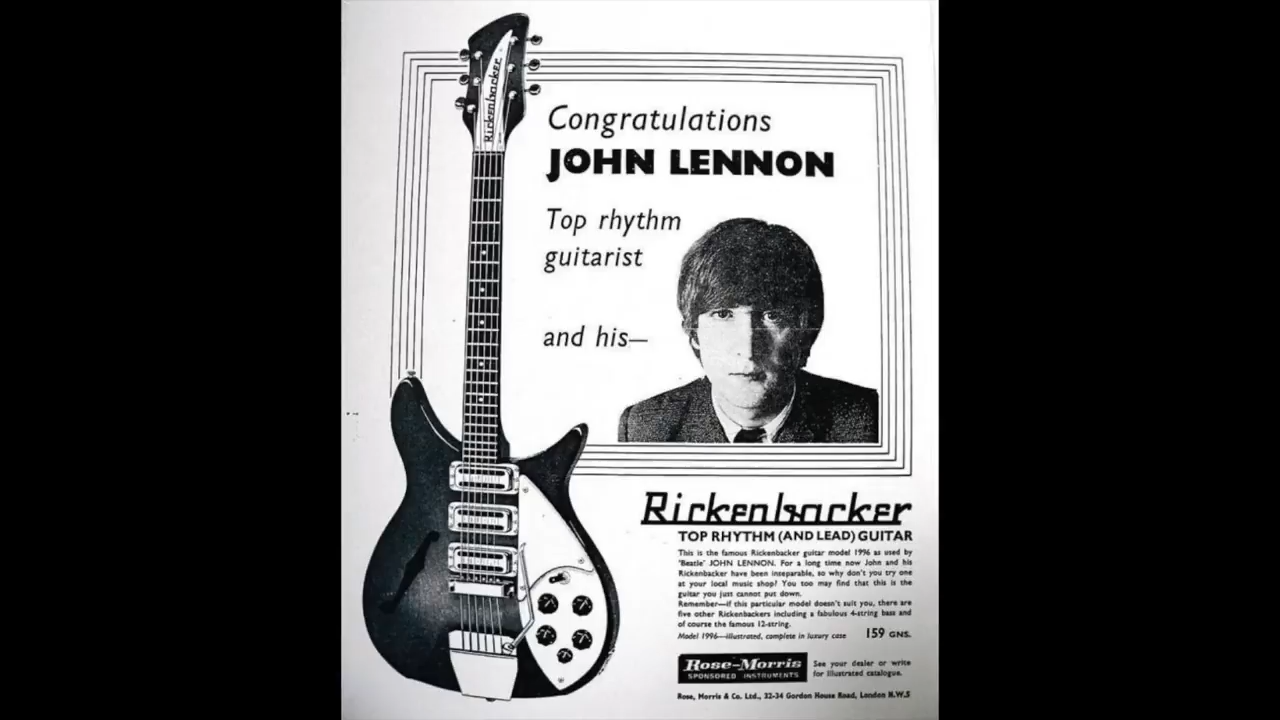 Rickenbacker
Congratulations
JOHN LENNON
Top rhythm
guitarist
and his—
Rickenbacker
TOP RHYTHM (AND LEAD) GUITAR
This is the famous Rickenbacker guitar model 1996 as used by
'Beatle' JOHN LENNON. For a long time now John and his
Rickenbacker have been inseparable, so why don't you try one
at your local music shop? You too may find that this is the
guitar you just cannot put down.
Remember—if this particular model doesn't suit you, there are
five other Rickenbackers including a fabulous 4-string bass and
of course the famous 12-string.
Model 1996—illustrated, complete in luxury case 159 GNS.
Rose-Morris
SPONSORED INSTRUMENTS
See your dealer or write
for illustrated catalogue.
Rose, Morris & Co. Ltd., 32-34 Gordon House Road, London N.W.5